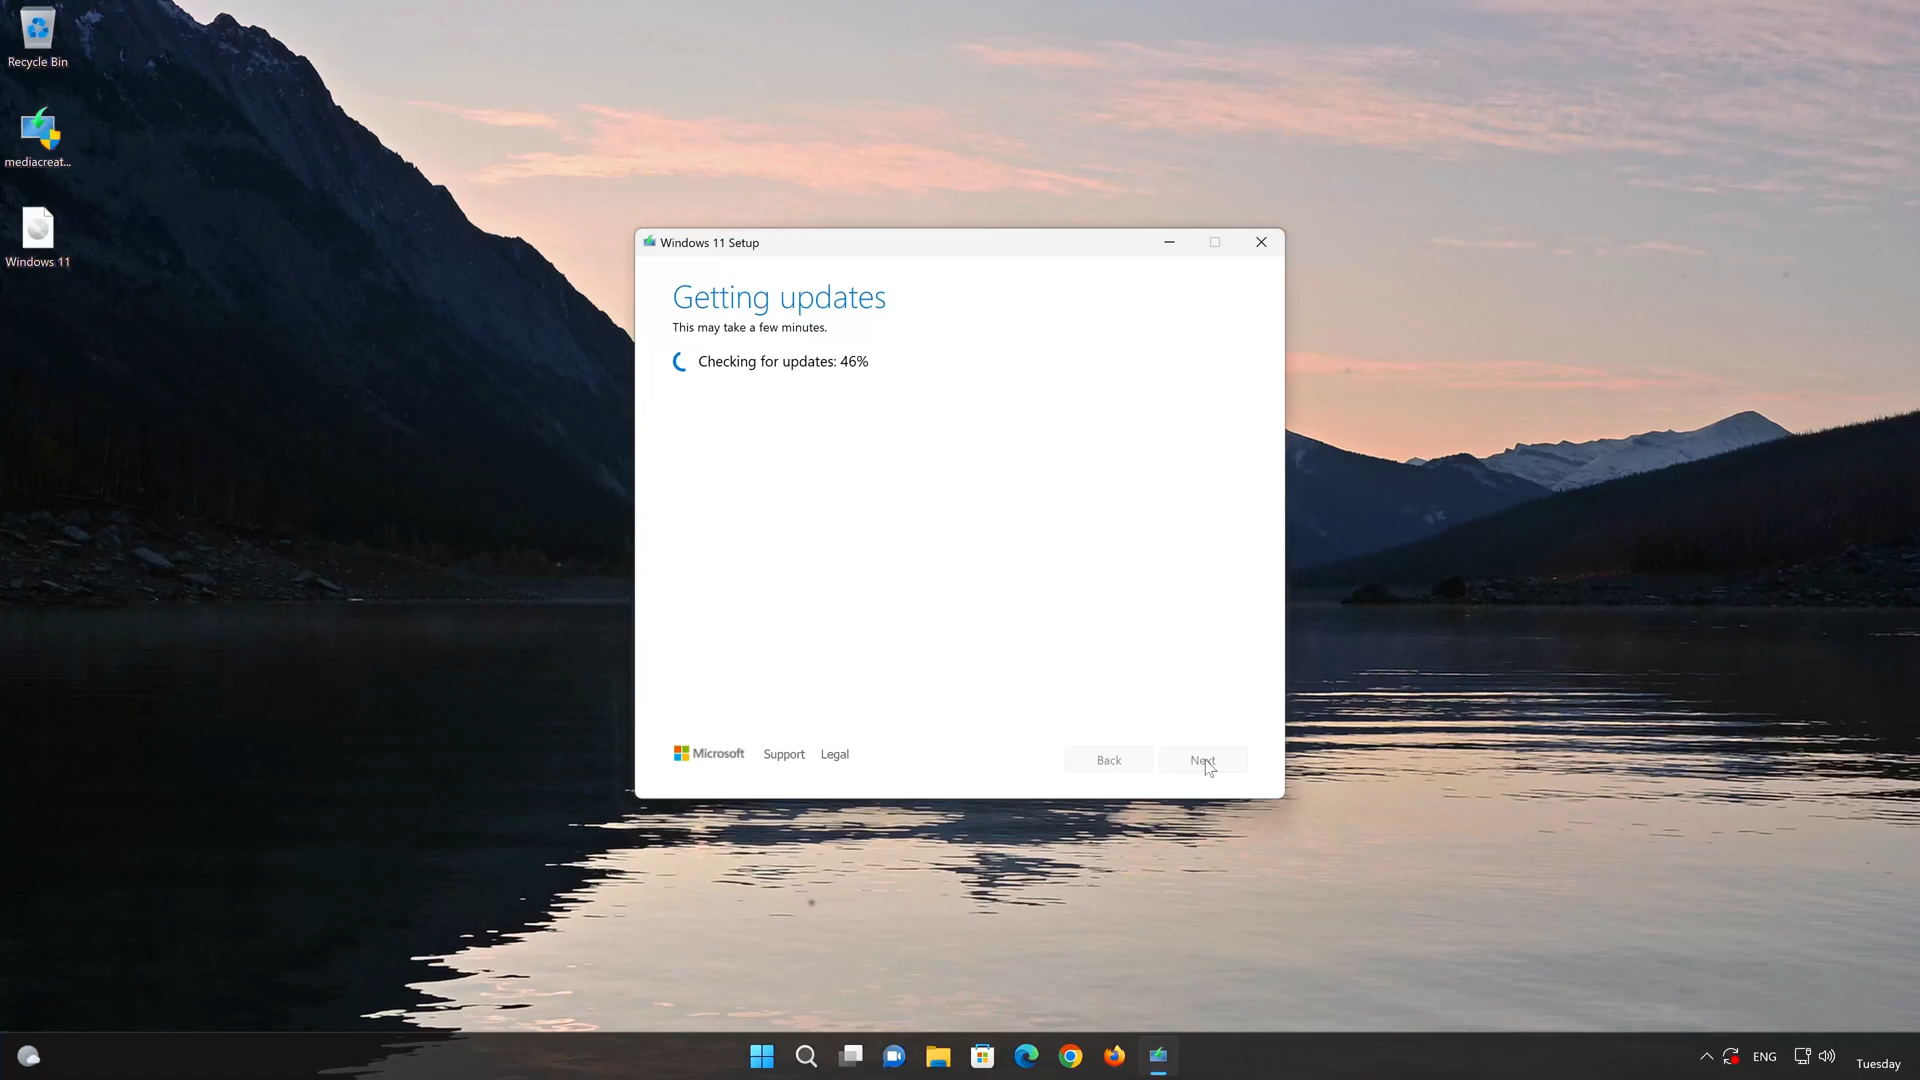 Recycle Bin
mediacreat...
Windows 11
Windows 11 Setup
Getting updates
This may take a few minutes.
Checking for updates: 46%
Microsoft
Support
Legal
Back
Next
ENG
Tuesday